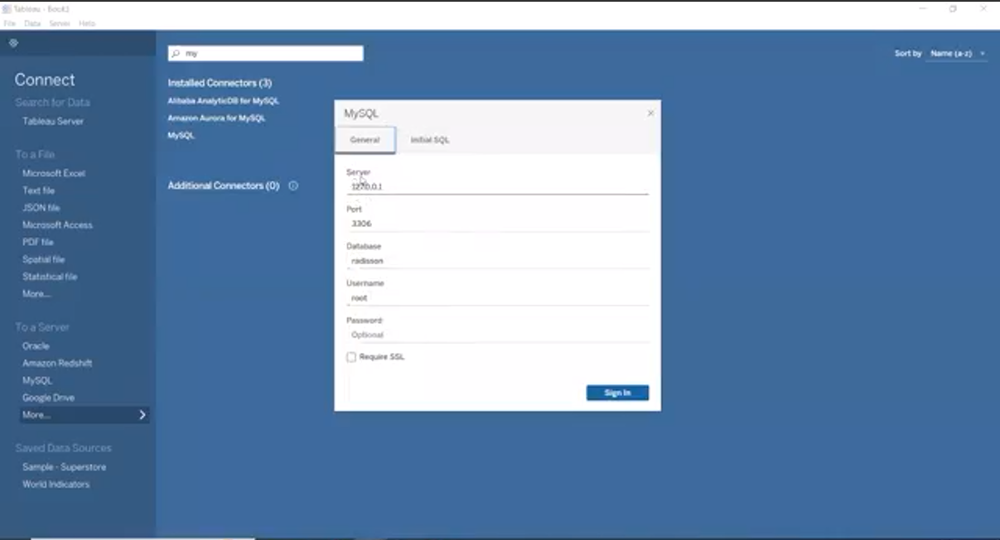 Tableau - Book1
File Data Server Help
my
Sort by Name (a-z)
Connect
Search for Data
Tableau Server
To a File
Microsoft Excel
Text file
JSON file
Microsoft Access
PDF file
Spatial file
Statistical file
More...
To a Server
Oracle
Amazon Redshift
MySQL
Google Drive
More...
Saved Data Sources
Sample - Superstore
World Indicators
Installed Connectors (3)
Alibaba AnalyticDB for MySQL
Amazon Aurora for MySQL
MySQL
Additional Connectors (0)
MySQL
General Initial SQL
Server
127.0.0.1
Port
3306
Database
radisson
Username
root
Password
Optional
Require SSL
Sign In